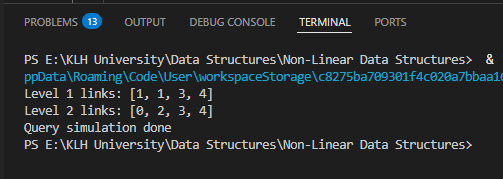 PROBLEMS 13 OUTPUT DEBUG CONSOLE TERMINAL PORTS
PS E:\KLH University\Data Structures\Non-Linear Data Structures> &
ppData\Roaming\Code\User\workspaceStorage\c8275ba709301f4c020a7bbaa16
Level 1 links: [1, 1, 3, 4]
Level 2 links: [0, 2, 3, 4]
Query simulation done
PS E:\KLH University\Data Structures\Non-Linear Data Structures>